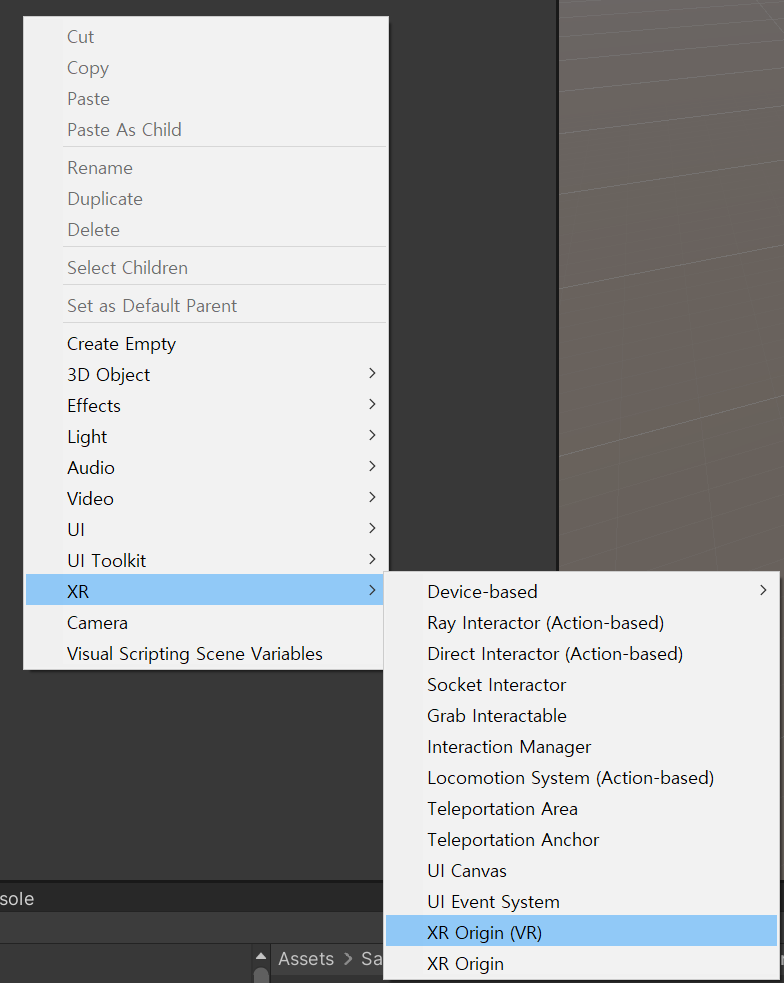 Cut
Copy
Paste
Paste As Child
Rename
Duplicate
Delete
Select Children
Set as Default Parent
Create Empty
3D Object
Effects
Light
Audio
Video
UI
UI Toolkit
XR
Camera
Visual Scripting Scene Variables
Device-based
Ray Interactor (Action-based)
Direct Interactor (Action-based)
Socket Interactor
Grab Interactable
Interaction Manager
Locomotion System (Action-based)
Teleportation Area
Teleportation Anchor
UI Canvas
UI Event System
XR Origin (VR)
XR Origin
sole
Assets > Sa